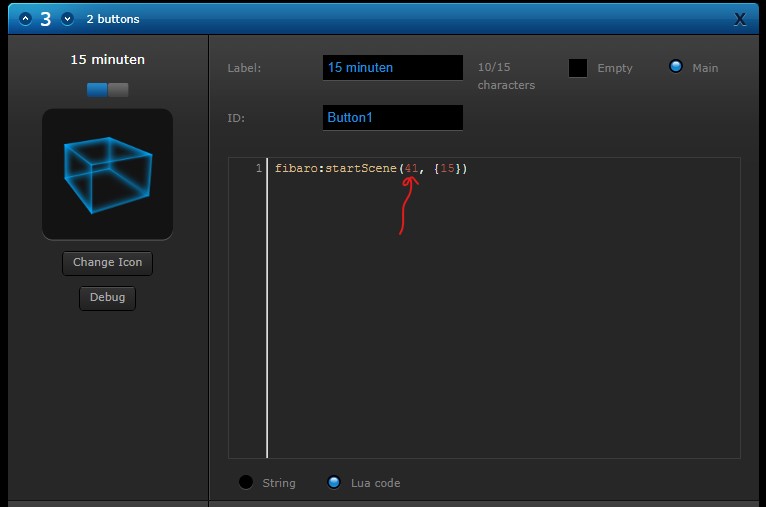 3 2 buttons X
15 minuten
Change Icon
Debug
Label: 15 minuten 10/15 characters Empty Main
ID: Button1
1 fibaro:startScene(41, {15})
String Lua code